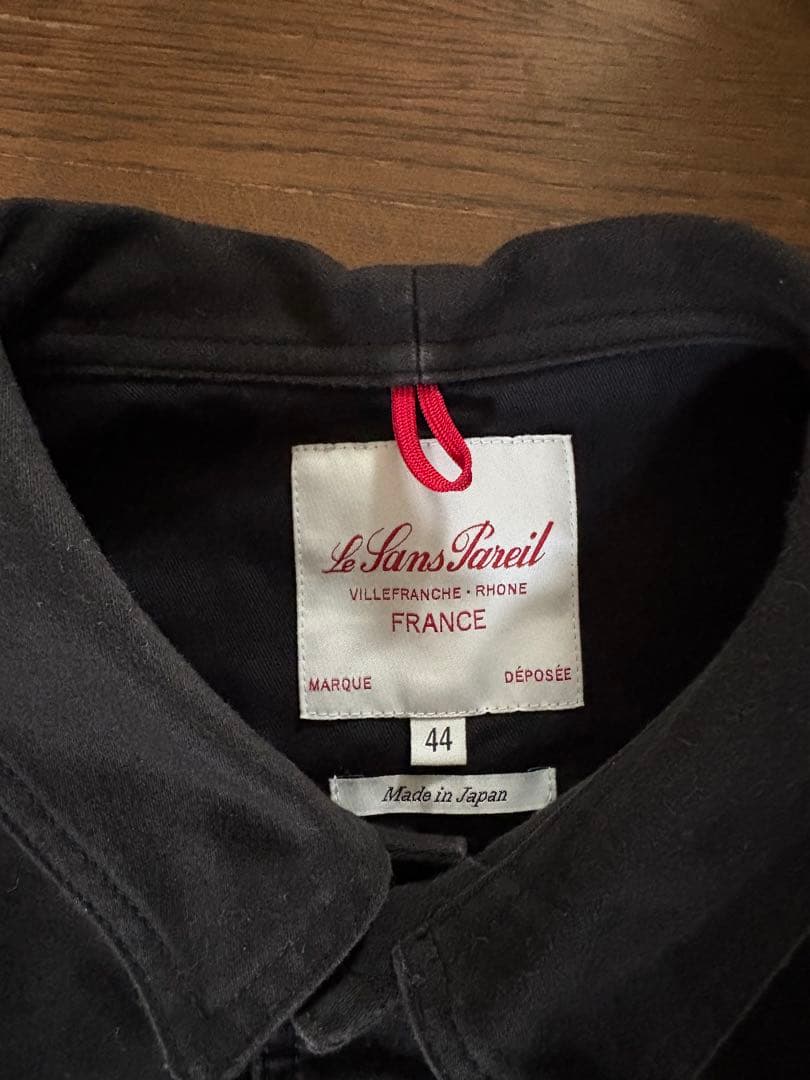 Le Sans Pareil
VILLEFRANCHE · RHONE
FRANCE
MARQUE DÉPOSÉE
44
Made in Japan